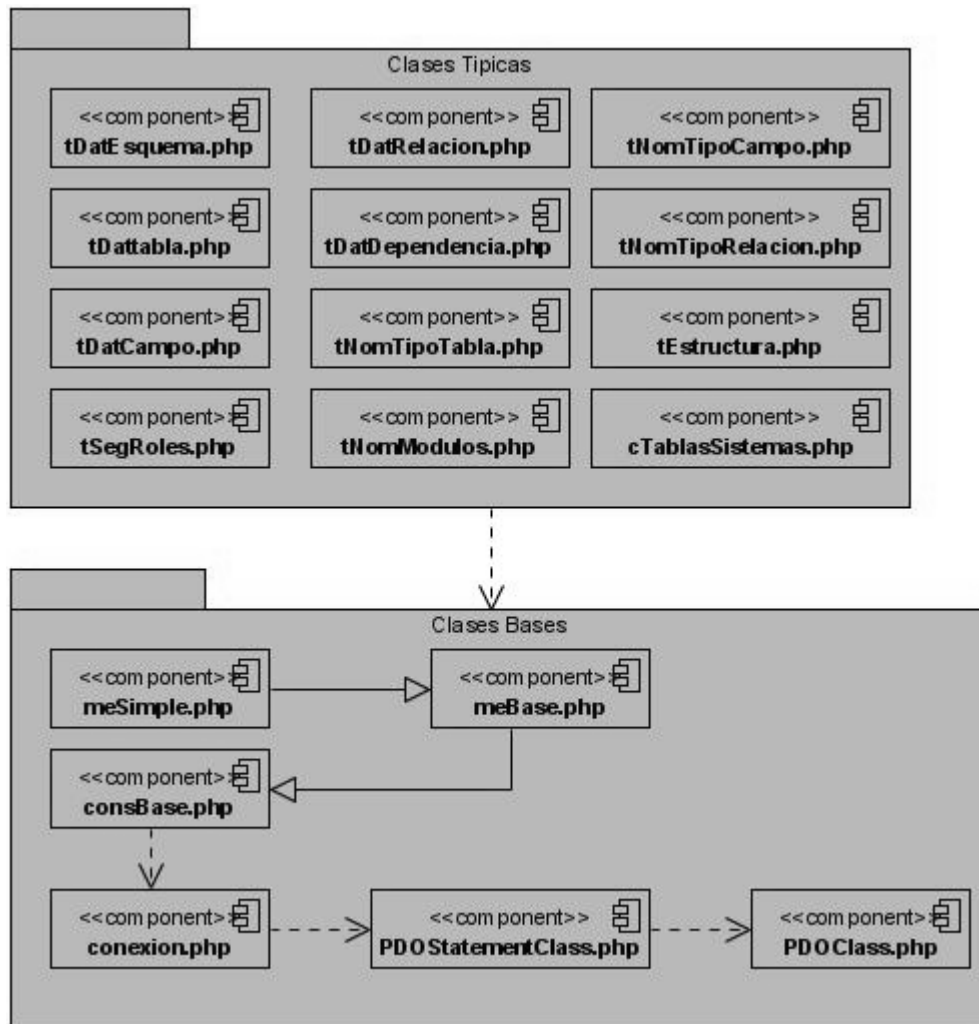 Clases Tipicas
<<component>>
tDatEsquema.php
<<component>>
tDatRelacion.php
<<component>>
tNomTipoCampo.php
<<component>>
tDattabla.php
<<component>>
tDatDependencia.php
<<component>>
tNomTipoRelacion.php
<<component>>
tDatCampo.php
<<component>>
tNomTipoTabla.php
<<component>>
tEstructura.php
<<component>>
tSegRoles.php
<<component>>
tNomModulos.php
<<component>>
cTablasSistemas.php
Clases Bases
<<component>>
meSimple.php
<<component>>
meBase.php
<<component>>
consBase.php
<<component>>
conexion.php
<<component>>
PDOStatementClass.php
<<component>>
PDOClass.php